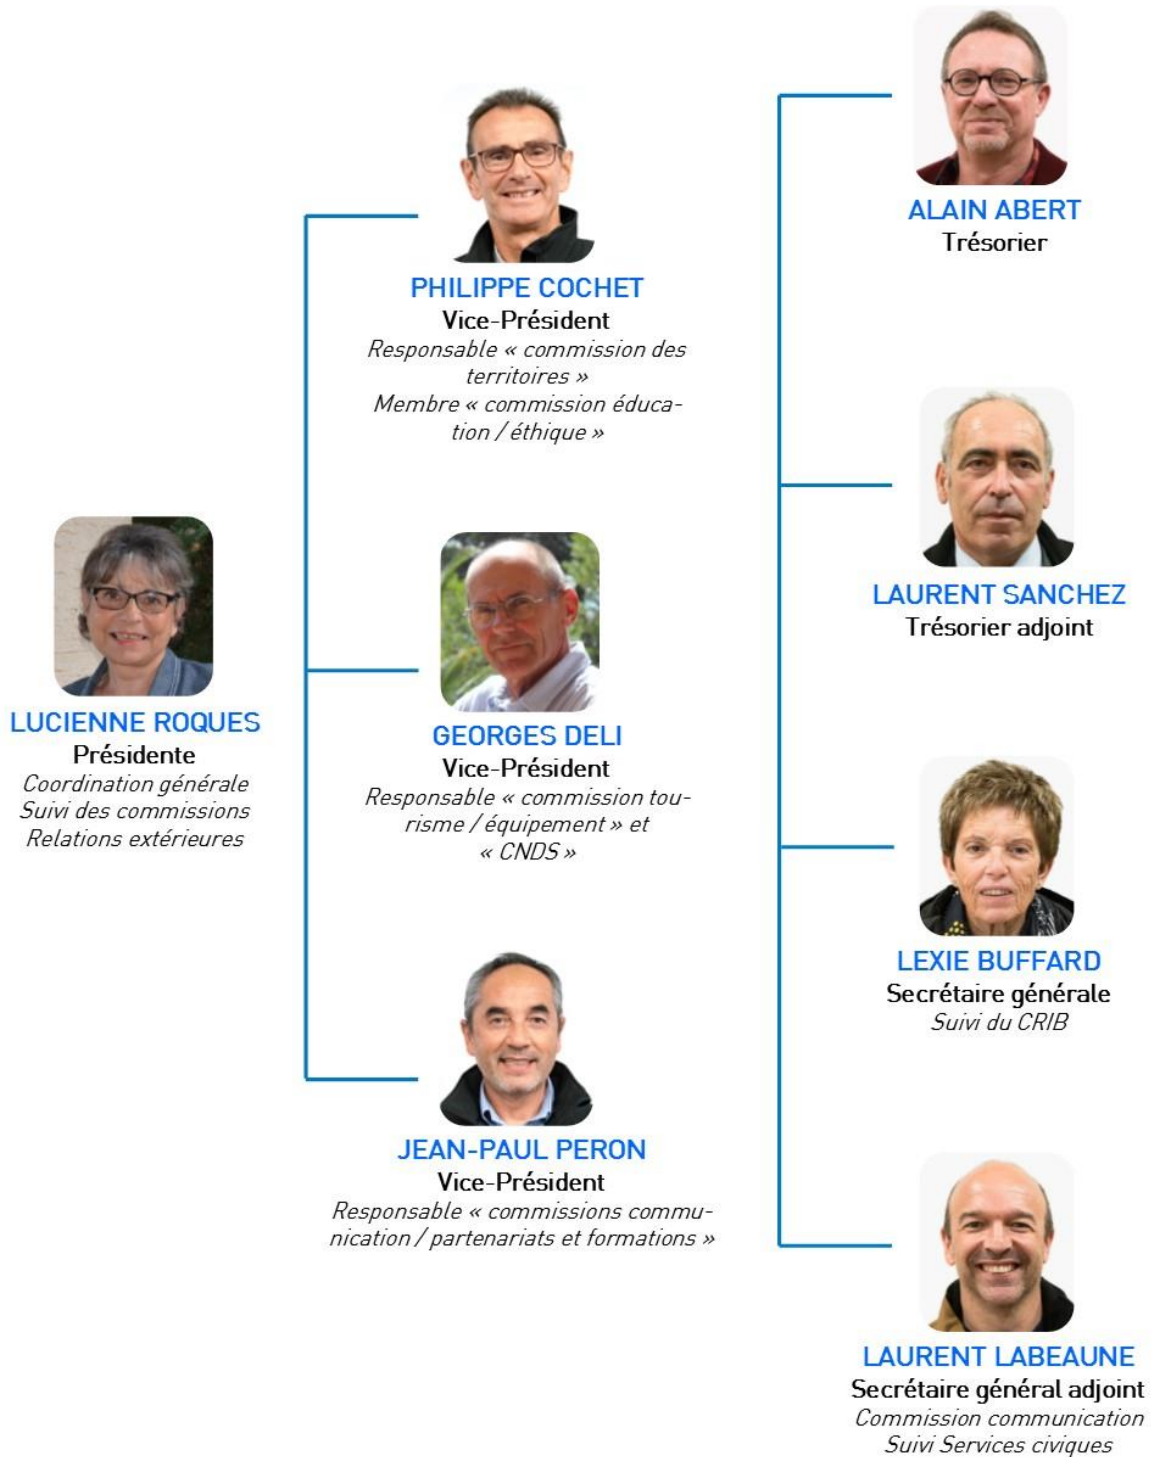 LUCIENNE ROQUES
Présidente
Coordination générale
Suivi des commissions
Relations extérieures
PHILIPPE COCHET
Vice-Président
Responsable « commission des
territoires »
Membre « commission éduca-
tion / éthique »
GEORGES DELI
Vice-Président
Responsable « commission tou-
risme / équipement » et
« CNDS »
JEAN-PAUL PERON
Vice-Président
Responsable « commissions commu-
nication / partenariats et formations »
ALAIN ABERT
Trésorier
LAURENT SANCHEZ
Trésorier adjoint
LEXIE BUFFARD
Secrétaire générale
Suivi du CRIB
LAURENT LABEAUNE
Secrétaire général adjoint
Commission communication
Suivi Services civiques